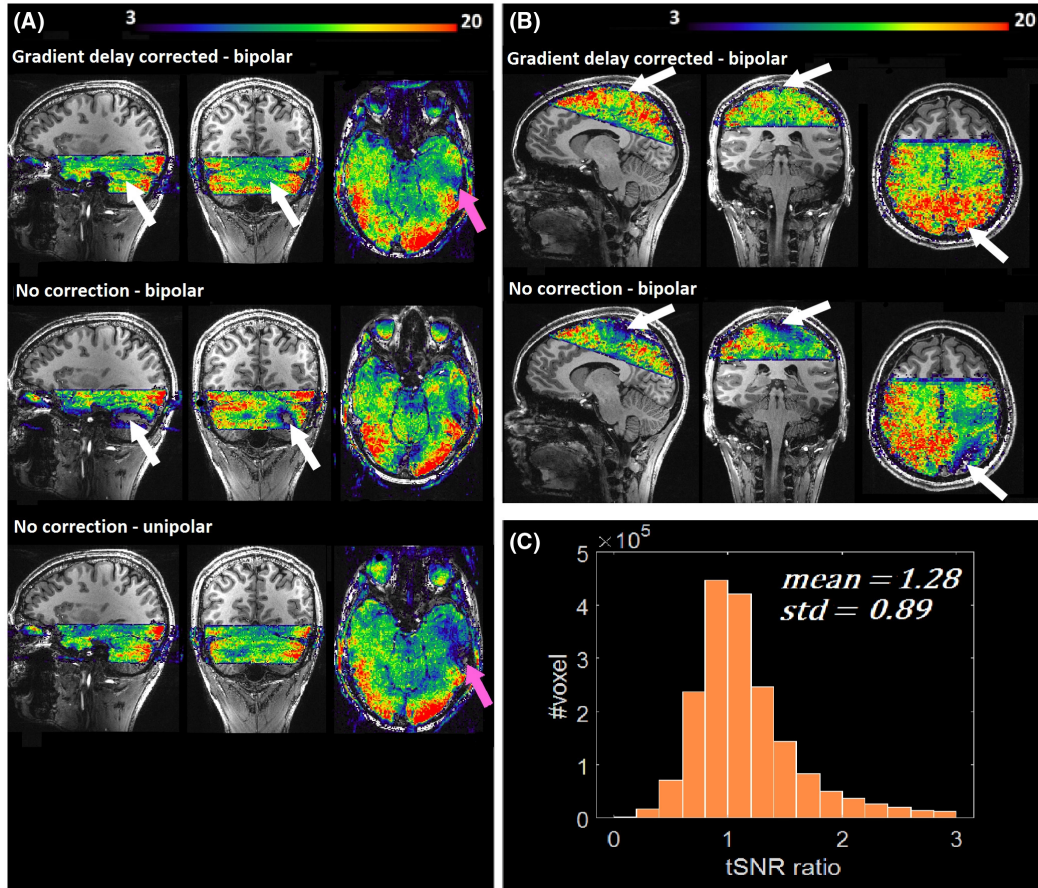 (A)
3
20
Gradient delay corrected - bipolar
No correction - bipolar
No correction - unipolar
(B)
3
20
Gradient delay corrected - bipolar
No correction - bipolar
(C)
×10⁵
mean = 1.28
std = 0.89
5
4
3
2
1
0
#voxel
0 1 2 3
tSNR ratio